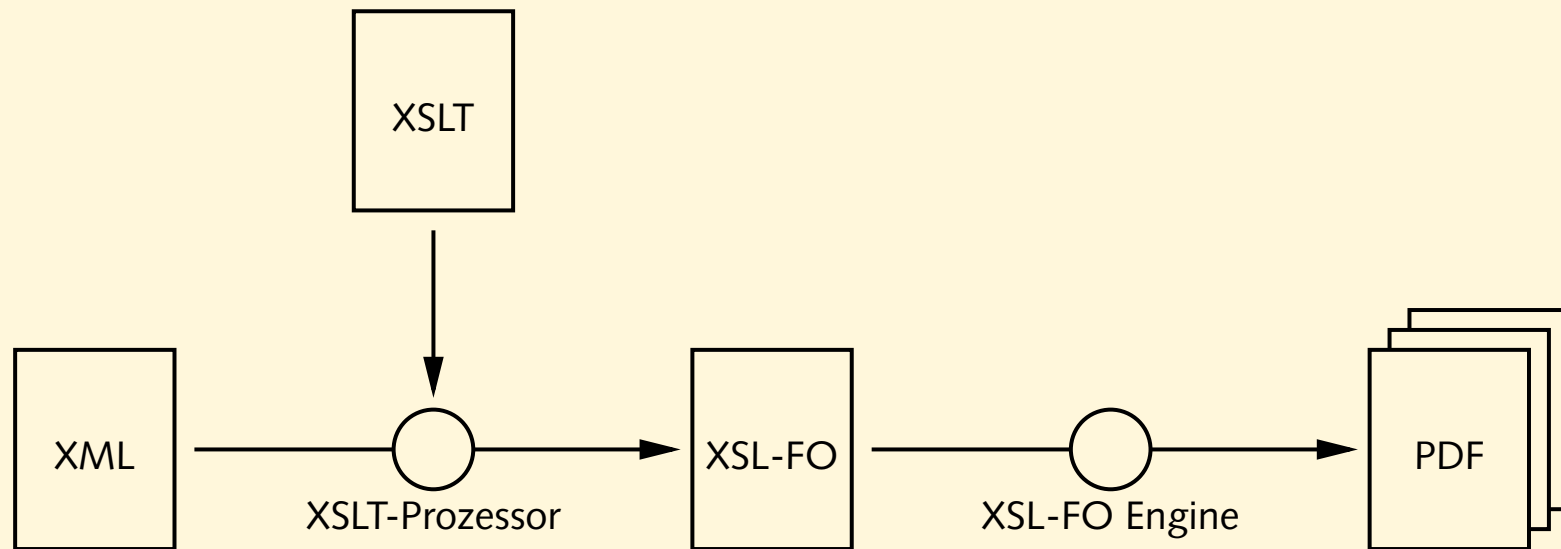 XSLT
XML
XSL-FO
PDF
XSLT-Prozessor
XSL-FO Engine